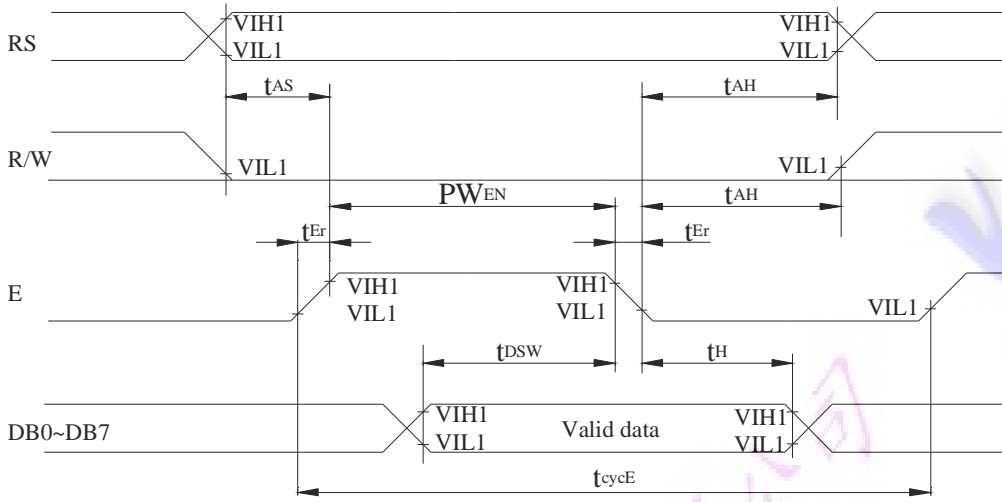 RS
VIH1
VIL1
VIH1
VIL1
tAS
tAH
R/W
VIL1
VIL1
PWEN
tAH
tEr
tEr
E
VIH1
VIL1
VIH1
VIL1
VIL1
tDSW
tH
DB0~DB7
VIH1
VIL1
Valid data
VIH1
VIL1
tcycE
司